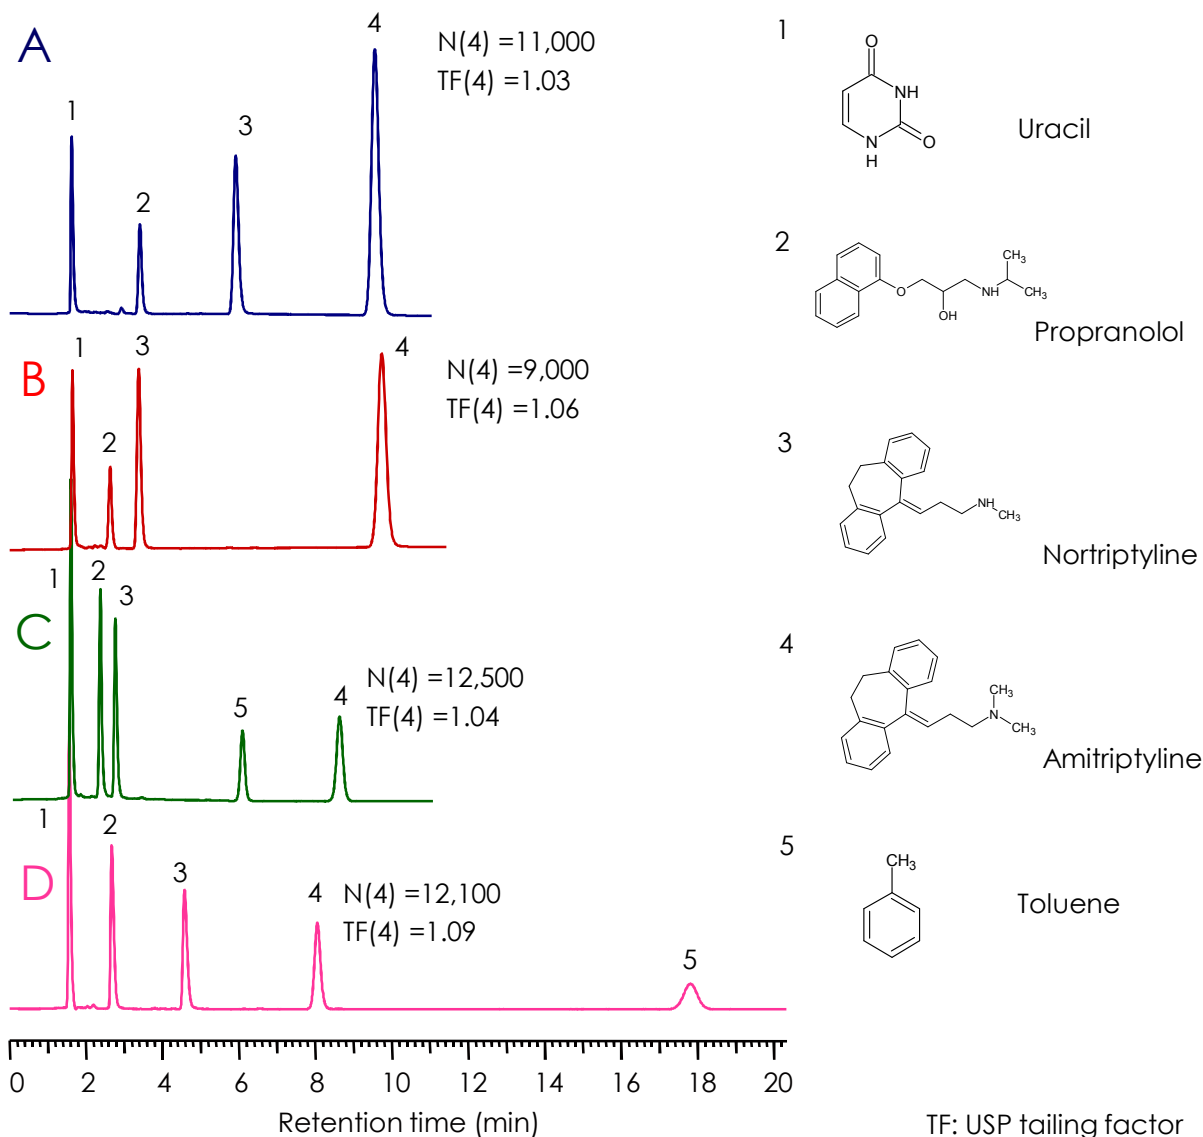 A
1
2
3
4
N(4) =11,000
TF(4) =1.03
B
1
2
3
4
N(4) =9,000
TF(4) =1.06
C
1
2
3
5
4
N(4) =12,500
TF(4) =1.04
D
1
2
3
4
N(4) =12,100
TF(4) =1.09
5
0 2 4 6 8 10 12 14 16 18 20
Retention time (min)
1
O
NH
N
H
O
Uracil
2
O
OH
NH
CH3
CH3
Propranolol
3
NH
CH3
Nortriptyline
4
CH3
N
CH3
Amitriptyline
5
CH3
Toluene
TF: USP tailing factor